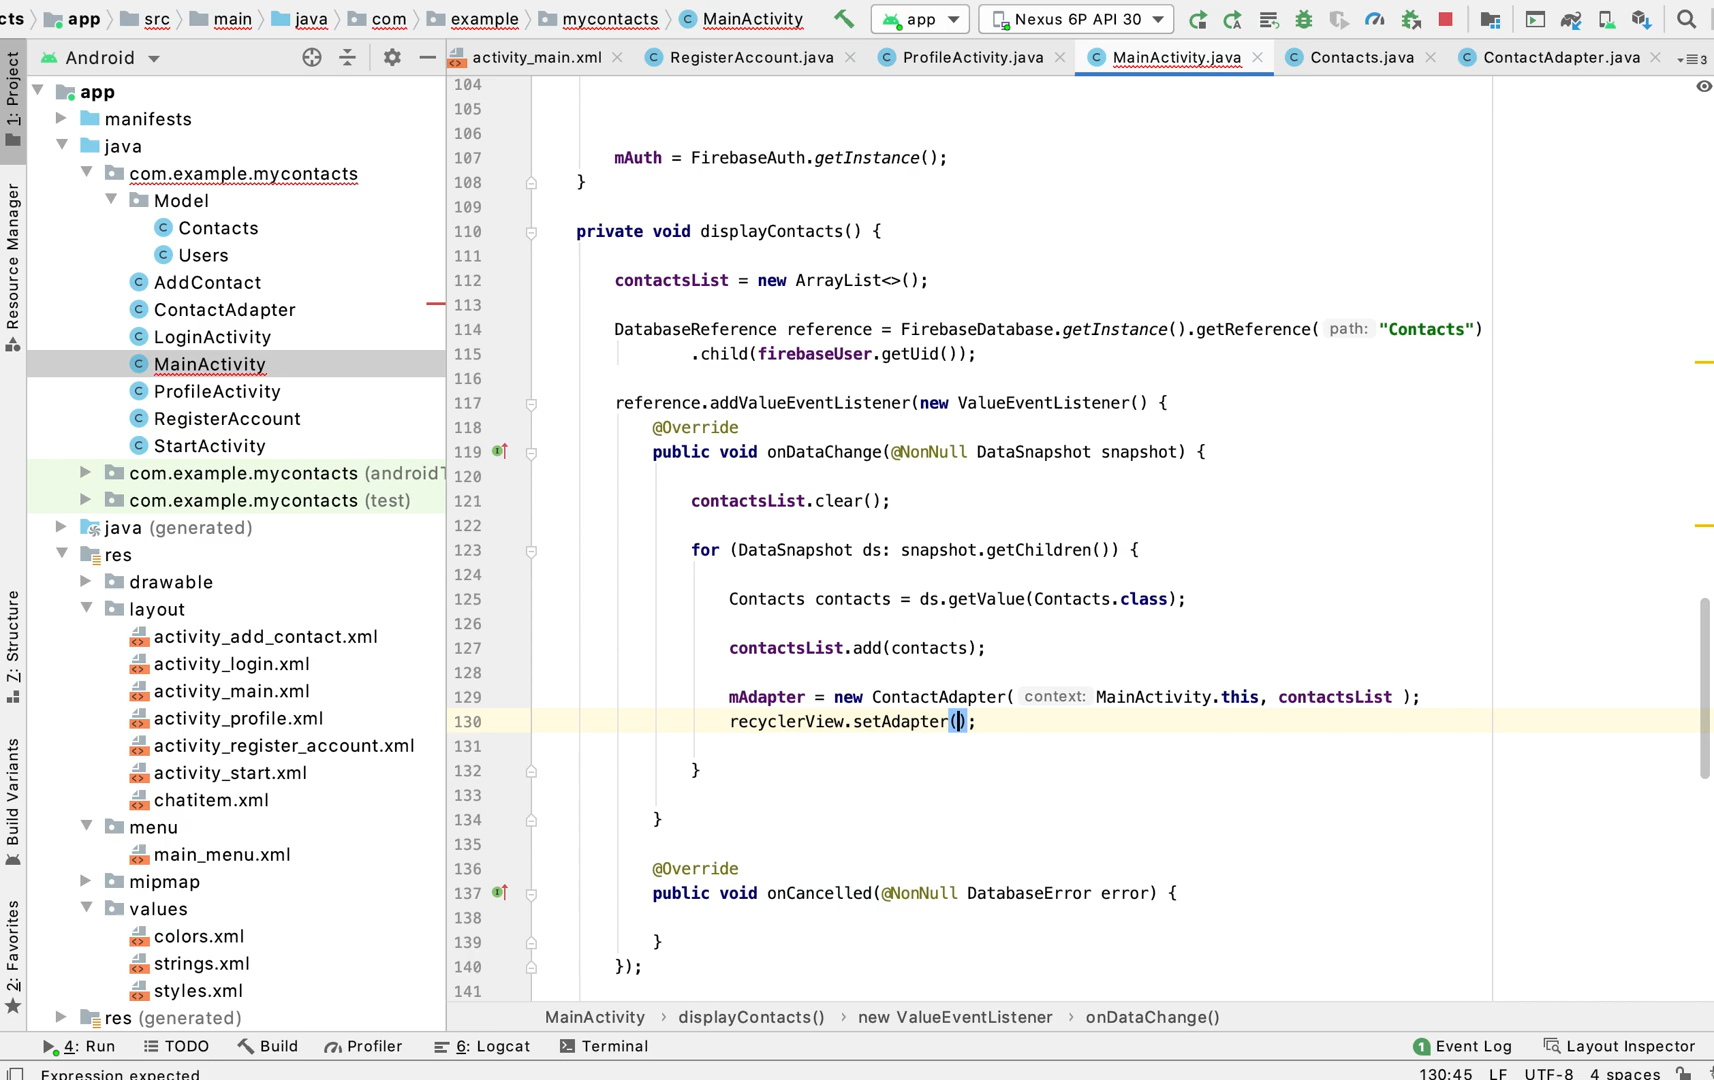 cts app src main java com example mycontacts MainActivity app Nexus 6P API 30
Android
activity_main.xml RegisterAccount.java ProfileActivity.java MainActivity.java Contacts.java ContactAdapter.java 3
1: Project
Resource Manager
Z: Structure
Build Variants
2: Favorites
app
manifests
java
com.example.mycontacts
Model
Contacts
Users
AddContact
ContactAdapter
LoginActivity
MainActivity
ProfileActivity
RegisterAccount
StartActivity
com.example.mycontacts (androidT
com.example.mycontacts (test)
java (generated)
res
drawable
layout
activity_add_contact.xml
activity_login.xml
activity_main.xml
activity_profile.xml
activity_register_account.xml
activity_start.xml
chatitem.xml
menu
main_menu.xml
mipmap
values
colors.xml
strings.xml
styles.xml
res (generated)
104
105
106
107 mAuth = FirebaseAuth.getInstance();
108 }
109
110 private void displayContacts() {
111
112 contactsList = new ArrayList<>();
113
114 DatabaseReference reference = FirebaseDatabase.getInstance().getReference( path: "Contacts")
115 .child(firebaseUser.getUid());
116
117 reference.addValueEventListener(new ValueEventListener() {
118 @Override
119 public void onDataChange(@NonNull DataSnapshot snapshot) {
120
121 contactsList.clear();
122
123 for (DataSnapshot ds: snapshot.getChildren()) {
124
125 Contacts contacts = ds.getValue(Contacts.class);
126
127 contactsList.add(contacts);
128
129 mAdapter = new ContactAdapter( context: MainActivity.this, contactsList );
130 recyclerView.setAdapter();
131
132 }
133
134 }
135
136 @Override
137 public void onCancelled(@NonNull DatabaseError error) {
138
139 }
140 });
141
MainActivity › displayContacts() › new ValueEventListener › onDataChange()
4: Run TODO Build Profiler 6: Logcat Terminal 1 Event Log Layout Inspector
Expression expected 130:45 LF UTF-8 4 spaces